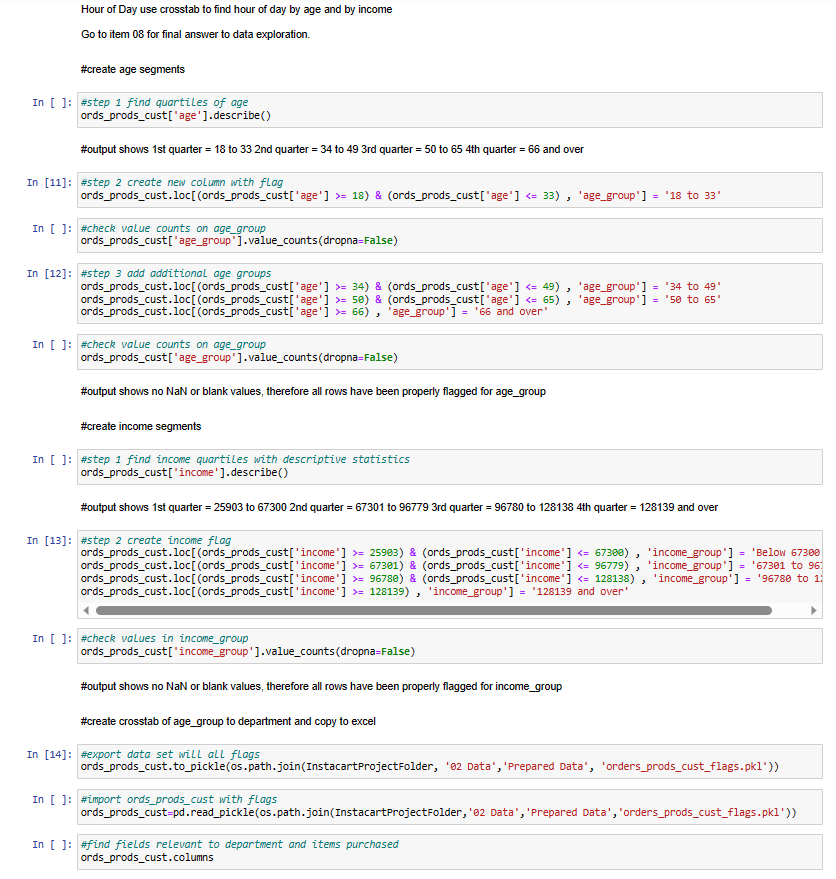 Hour of Day use crosstab to find hour of day by age and by income
Go to item 08 for final answer to data exploration.
#create age segments
In [ ]: #step 1 find quartiles of age
ords_prods_cust['age'].describe()
#output shows 1st quarter = 18 to 33 2nd quarter = 34 to 49 3rd quarter = 50 to 65 4th quarter = 66 and over
In [11]: #step 2 create new column with flag
ords_prods_cust.loc[(ords_prods_cust['age'] >= 18) & (ords_prods_cust['age'] <= 33) , 'age_group'] = '18 to 33'
In [ ]: #check value counts on age_group
ords_prods_cust['age_group'].value_counts(dropna=False)
In [12]: #step 3 add additional age groups
ords_prods_cust.loc[(ords_prods_cust['age'] >= 34) & (ords_prods_cust['age'] <= 49) , 'age_group'] = '34 to 49'
ords_prods_cust.loc[(ords_prods_cust['age'] >= 50) & (ords_prods_cust['age'] <= 65) , 'age_group'] = '50 to 65'
ords_prods_cust.loc[(ords_prods_cust['age'] >= 66) , 'age_group'] = '66 and over'
In [ ]: #check value counts on age_group
ords_prods_cust['age_group'].value_counts(dropna=False)
#output shows no NaN or blank values, therefore all rows have been properly flagged for age_group
#create income segments
In [ ]: #step 1 find income quartiles with descriptive statistics
ords_prods_cust['income'].describe()
#output shows 1st quarter = 25903 to 67300 2nd quarter = 67301 to 96779 3rd quarter = 96780 to 128138 4th quarter = 128139 and over
In [13]: #step 2 create income flag
ords_prods_cust.loc[(ords_prods_cust['income'] >= 25903) & (ords_prods_cust['income'] <= 67300) , 'income_group'] = 'Below 67300
ords_prods_cust.loc[(ords_prods_cust['income'] >= 67301) & (ords_prods_cust['income'] <= 96779) , 'income_group'] = '67301 to 967
ords_prods_cust.loc[(ords_prods_cust['income'] >= 96780) & (ords_prods_cust['income'] <= 128138) , 'income_group'] = '96780 to 12
ords_prods_cust.loc[(ords_prods_cust['income'] >= 128139) , 'income_group'] = '128139 and over'
In [ ]: #check values in income_group
ords_prods_cust['income_group'].value_counts(dropna=False)
#output shows no NaN or blank values, therefore all rows have been properly flagged for income_group
#create crosstab of age_group to department and copy to excel
In [14]: #export data set will all flags
ords_prods_cust.to_pickle(os.path.join(InstacartProjectFolder, '02 Data','Prepared Data', 'orders_prods_cust_flags.pkl'))
In [ ]: #import ords_prods_cust with flags
ords_prods_cust=pd.read_pickle(os.path.join(InstacartProjectFolder,'02 Data','Prepared Data','orders_prods_cust_flags.pkl'))
In [ ]: #find fields relevant to department and items purchased
ords_prods_cust.columns